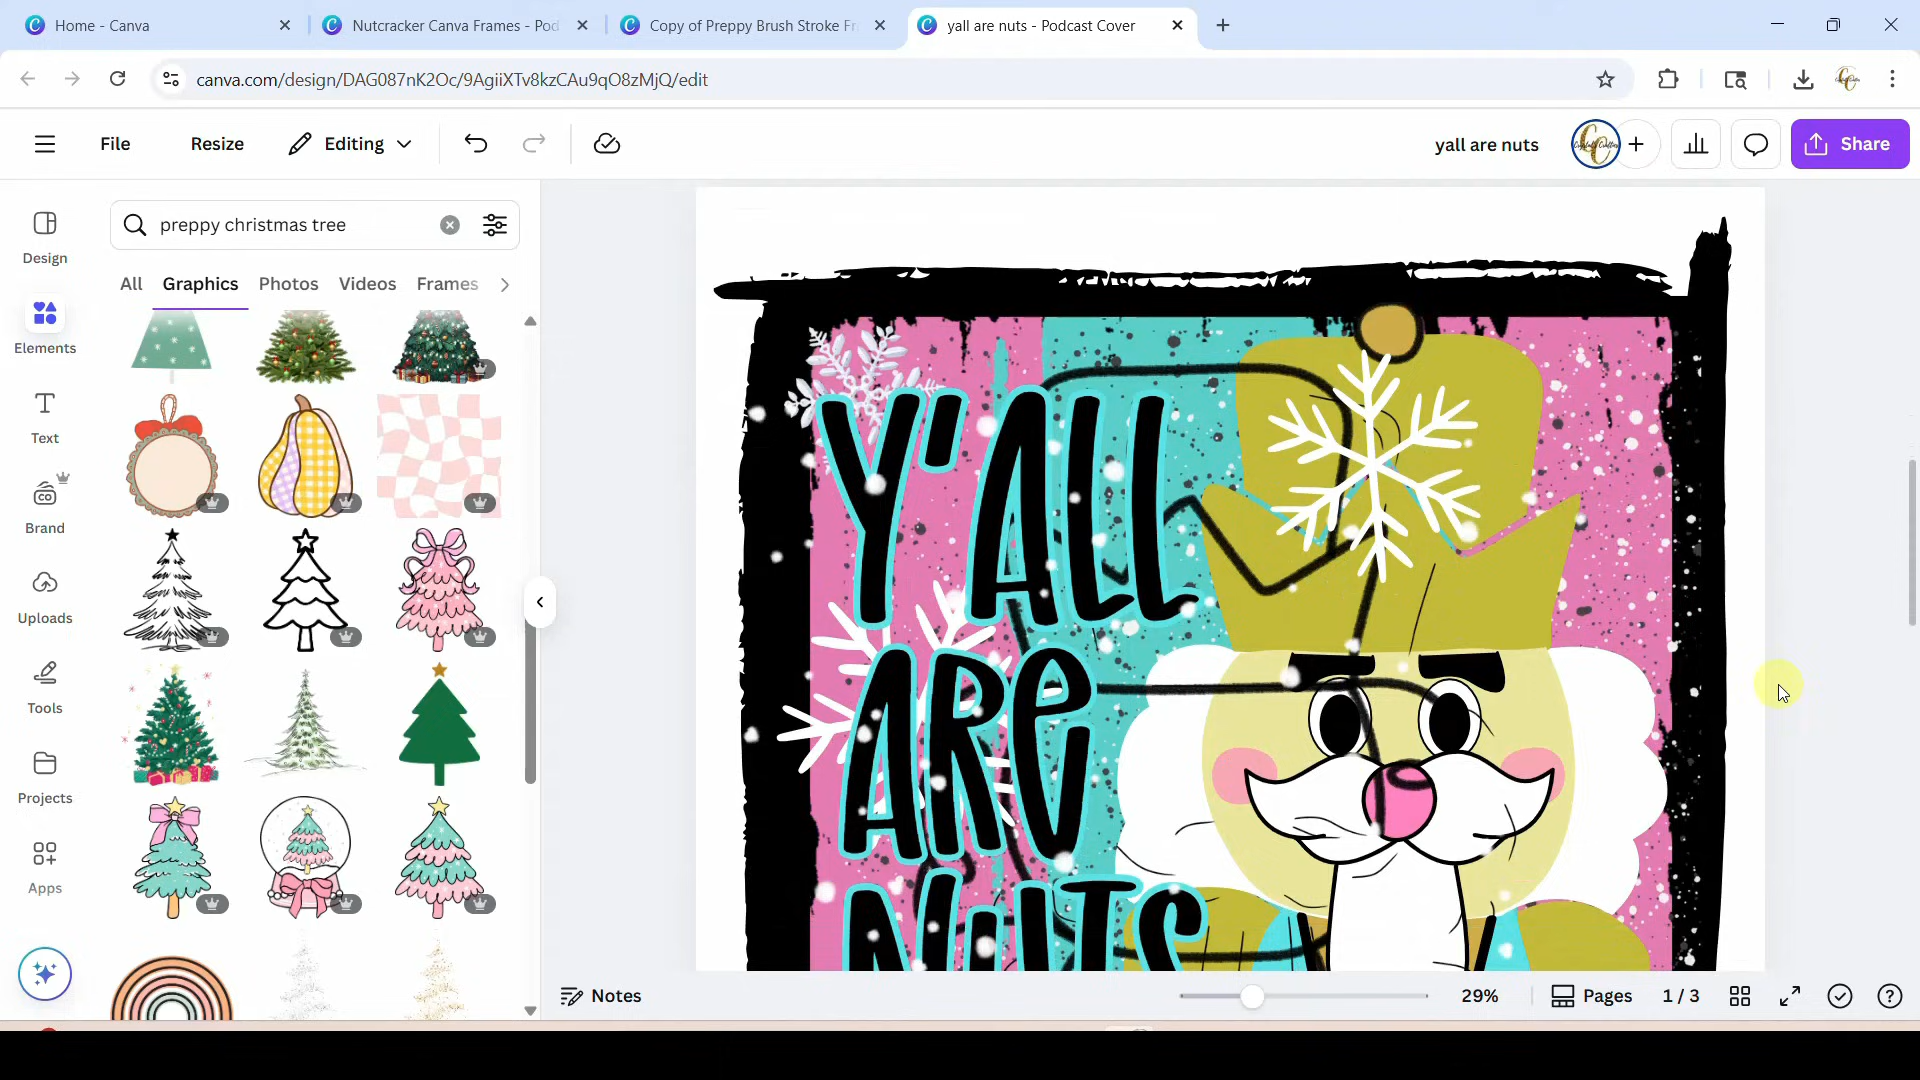 Home - Canva
Nutcracker Canva Frames - Pod
Copy of Preppy Brush Stroke Fr
yall are nuts - Podcast Cover
canva.com/design/DAG087nK2Oc/9AgiiXTv8kzCAu9qO8zMjQ/edit
File
Resize
Editing
yall are nuts
Share
Design
Elements
Text
Brand
Uploads
Tools
Projects
Apps
preppy christmas tree
All
Graphics
Photos
Videos
Frames
Y'ALL
ARE
NUTS
Notes
29%
Pages
1 / 3